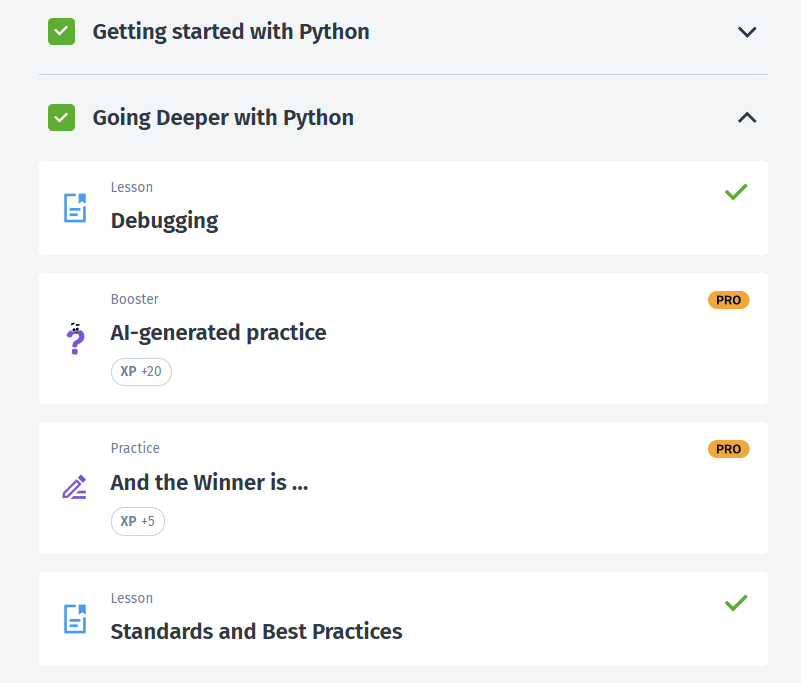 Getting started with Python
Going Deeper with Python
Lesson
Debugging
Booster
PRO
AI-generated practice
XP +20
Practice
PRO
And the Winner is ...
XP +5
Lesson
Standards and Best Practices